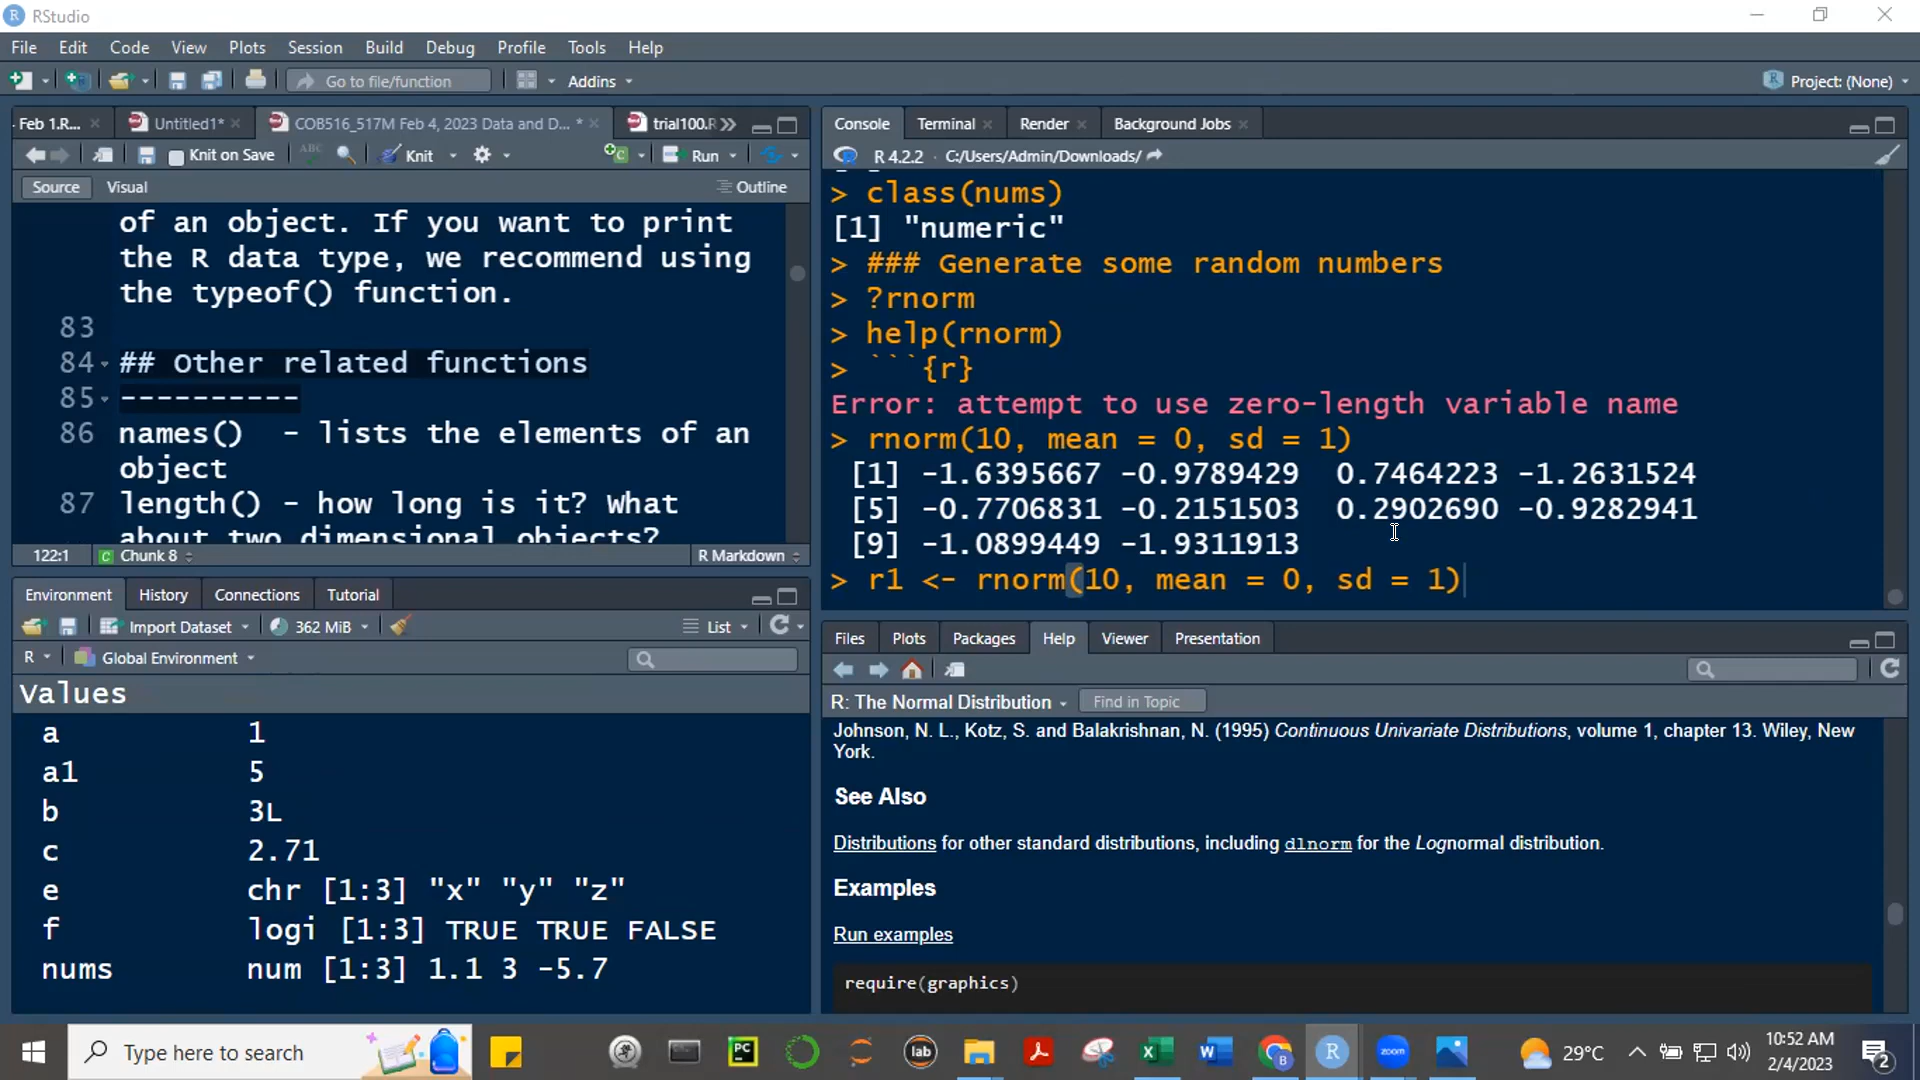 RStudio
File Edit Code View Plots Session Build Debug Profile Tools Help
Go to file/function Addins Project: (None)
Feb 1.R... Untitled1* COB516_517M Feb 4, 2023 Data and D... * trial100.R
Knit on Save ABC Knit Run
Source Visual Outline
of an object. If you want to print
the R data type, we recommend using
the typeof() function.
83
84 ## Other related functions
85 ----------
86 names()  - lists the elements of an
object
87 length() - how long is it? What
about two dimensional objects?
122:1 C Chunk 8 R Markdown
Environment History Connections Tutorial
Import Dataset 362 MiB List
R Global Environment
Values
a 1
a1 5
b 3L
c 2.71
e chr [1:3] "x" "y" "z"
f logi [1:3] TRUE TRUE FALSE
nums num [1:3] 1.1 3 -5.7
Console Terminal Render Background Jobs
R 4.2.2 · C:/Users/Admin/Downloads/
> class(nums)
[1] "numeric"
> ### Generate some random numbers
> ?rnorm
> help(rnorm)
> ```{r}
Error: attempt to use zero-length variable name
> rnorm(10, mean = 0, sd = 1)
[1] -1.6395667 -0.9789429  0.7464223 -1.2631524
[5] -0.7706831 -0.2151503  0.2902690 -0.9282941
[9] -1.0899449 -1.9311913
> r1 <- rnorm(10, mean = 0, sd = 1)
Files Plots Packages Help Viewer Presentation
R: The Normal Distribution Find in Topic
Johnson, N. L., Kotz, S. and Balakrishnan, N. (1995) Continuous Univariate Distributions, volume 1, chapter 13. Wiley, New
York.
See Also
Distributions for other standard distributions, including dlnorm for the Lognormal distribution.
Examples
Run examples
require(graphics)
Type here to search PC lab W R zoom 29°C 10:52 AM
2/4/2023 2